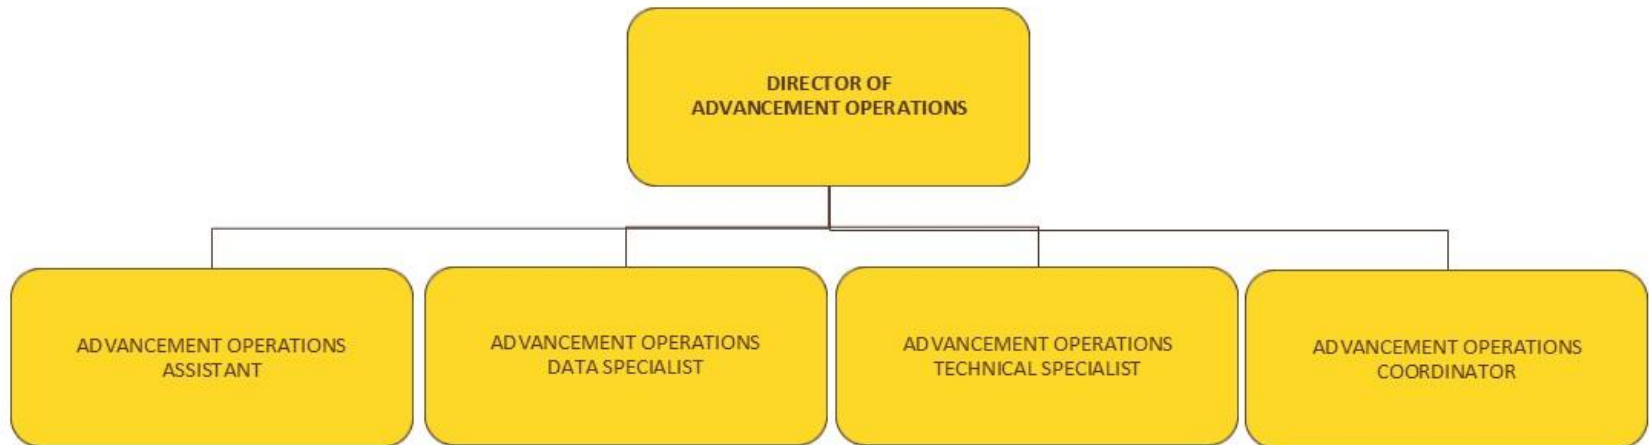 DIRECTOR OF
ADVANCEMENT OPERATIONS
ADVANCEMENT OPERATIONS
ASSISTANT
ADVANCEMENT OPERATIONS
DATA SPECIALIST
ADVANCEMENT OPERATIONS
TECHNICAL SPECIALIST
ADVANCEMENT OPERATIONS
COORDINATOR